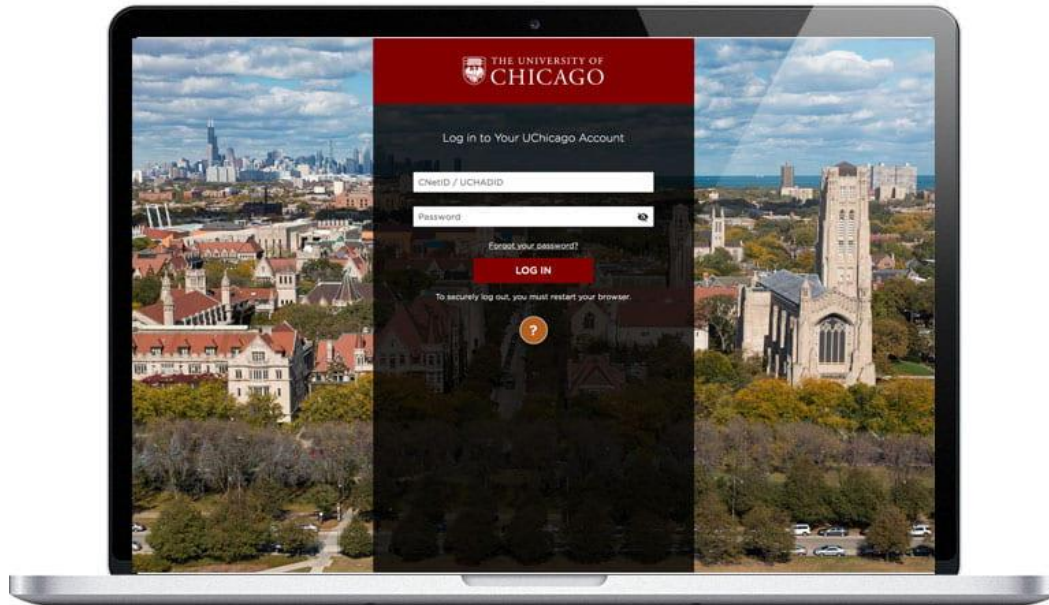 THE UNIVERSITY OF
CHICAGO
Log in to Your UChicago Account
CNetID / UCHADID
Password
Forgot your password?
LOG IN
To securely log out, you must restart your browser.
?